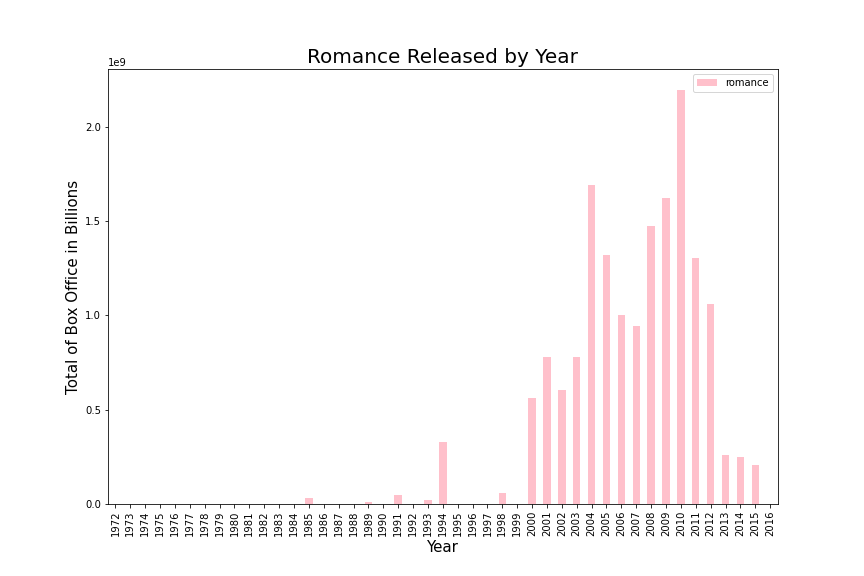 Romance Released by Year
1e9
romance
2.0
1.5
1.0
0.5
0.0
Total of Box Office in Billions
1972 1973 1974 1975 1976 1977 1978 1979 1980 1981 1982 1983 1984 1985 1986 1987 1988 1989 1990 1991 1992 1993 1994 1995 1996 1997 1998 1999 2000 2001 2002 2003 2004 2005 2006 2007 2008 2009 2010 2011 2012 2013 2014 2015 2016
Year